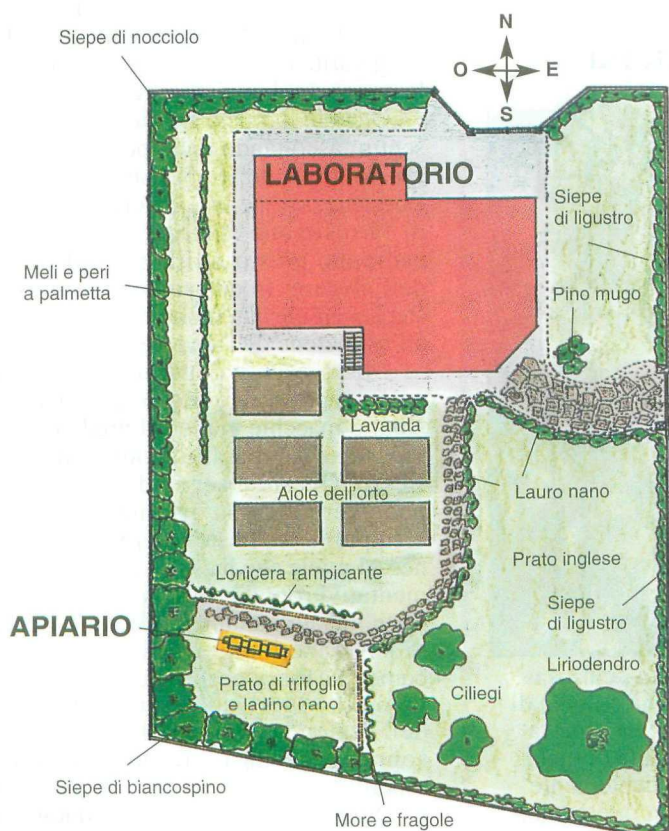 Siepe di nocciolo
N
O
E
S
LABORATORIO
Siepe
di ligustro
Meli e peri
a palmetta
Pino mugo
Lavanda
Lauro nano
Aiole dell'orto
Prato inglese
Lonicera rampicante
Siepe
di ligustro
APIARIO
Liriodendro
Prato di trifoglio
e ladino nano
Ciliegi
Siepe di biancospino
More e fragole